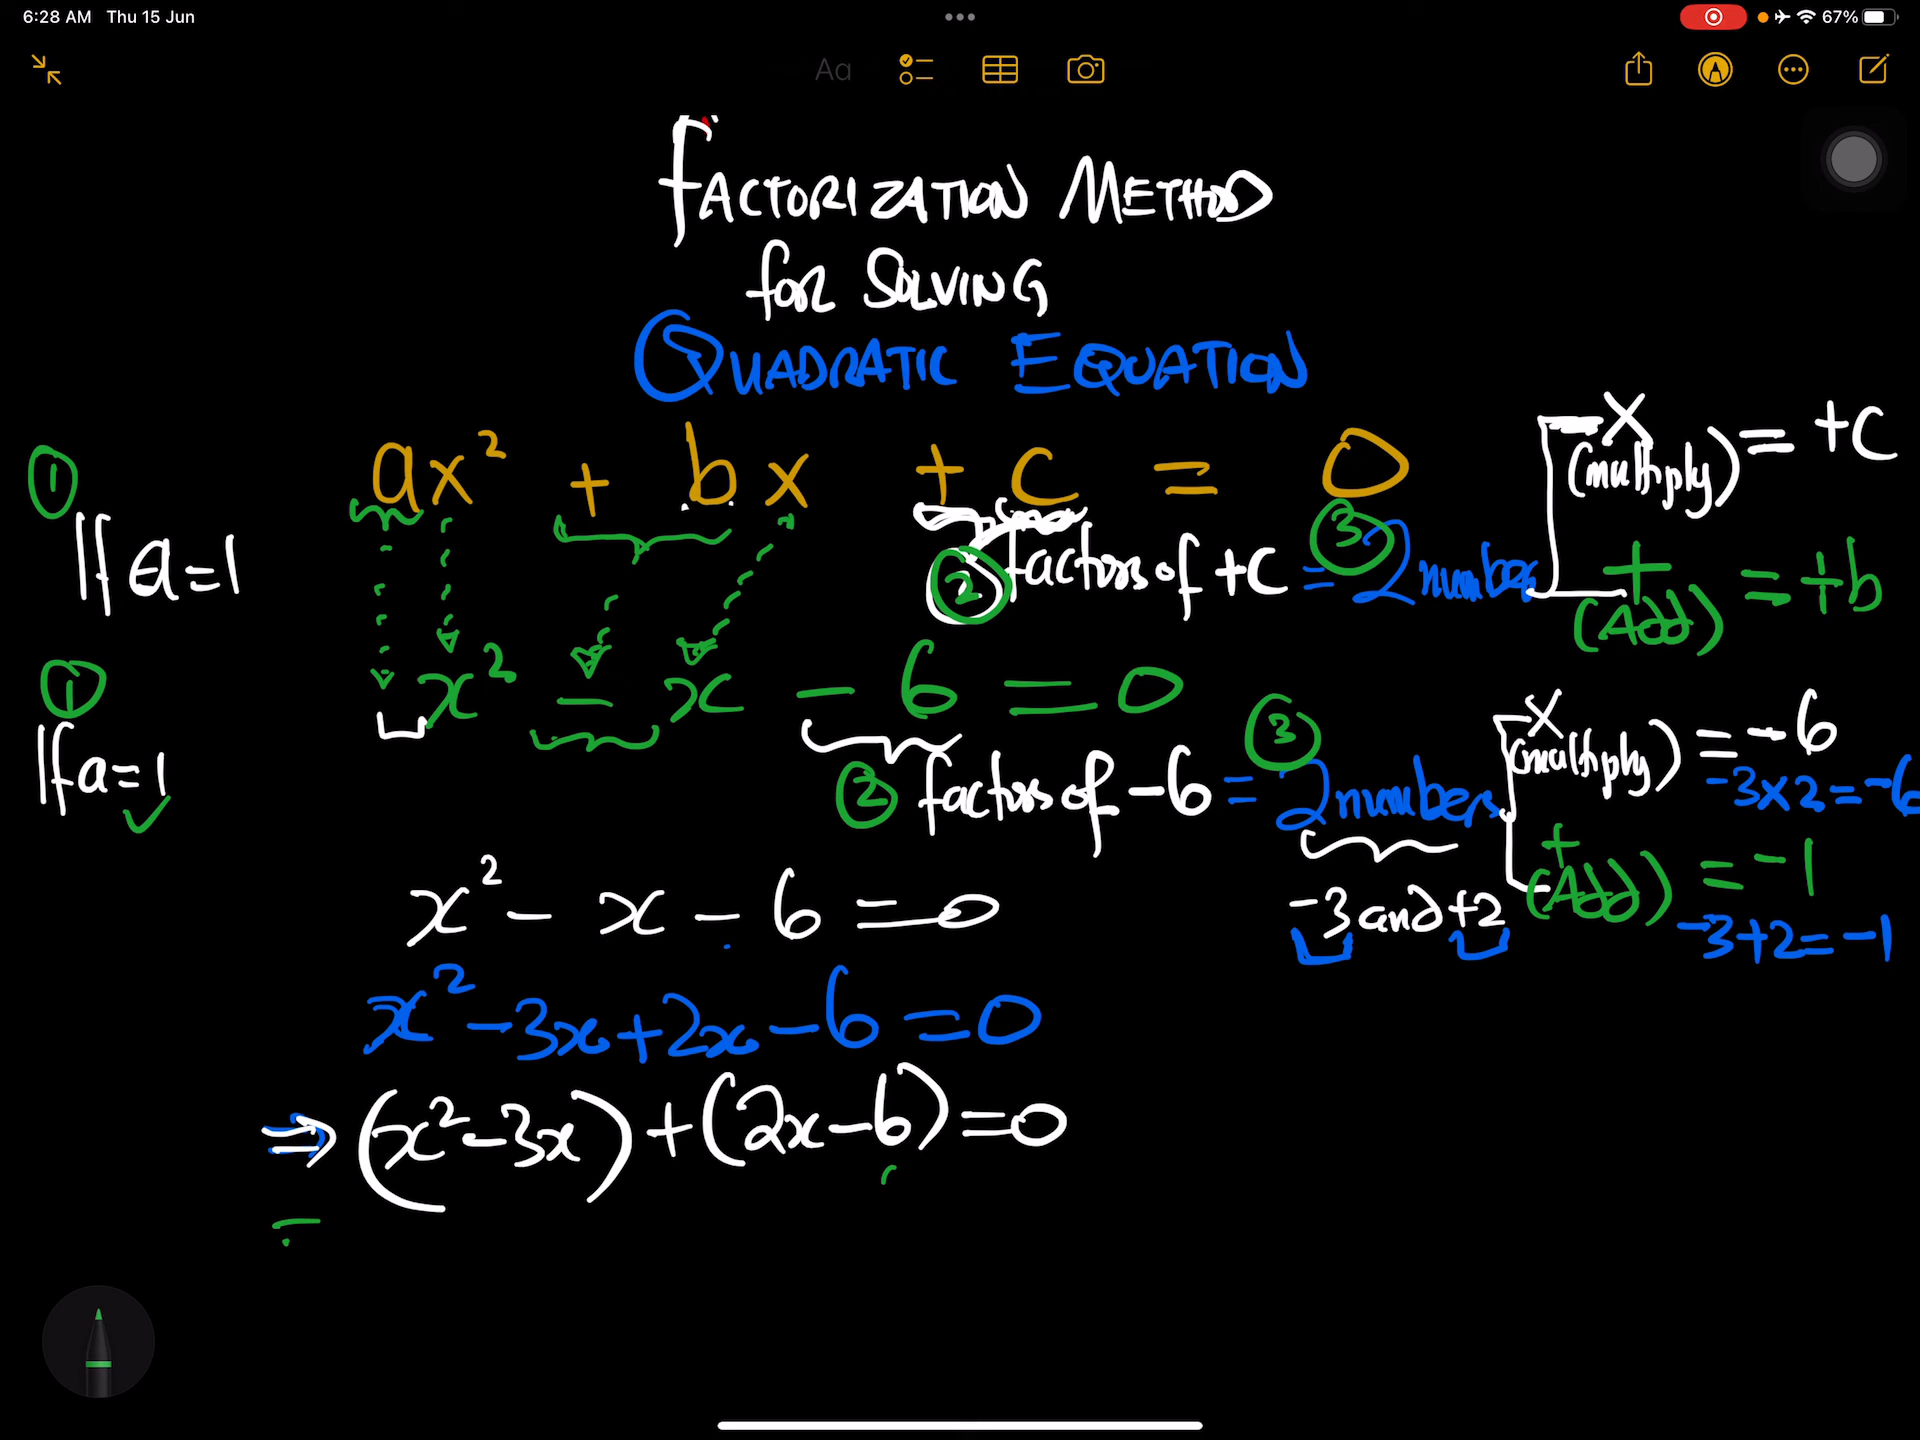 6:28 AM Thu 15 Jun
67%
Aa
FACTORIZATION METHOD
for SOLVING
QUADRATIC EQUATION
① ax² + bx + c = 0
If a=1
② factors of +c = ③ 2 numbers
× (multiply) = +c
+ (Add) = +b
① x² - x - 6 = 0
If a=1
② factors of -6 = ③ 2 numbers
× (multiply) = -6
-3×2=-6
-3 and +2
+ (Add) = -1
-3+2=-1
x² - x - 6 = 0
x² - 3x + 2x - 6 = 0
⇒ (x² - 3x) + (2x - 6) = 0